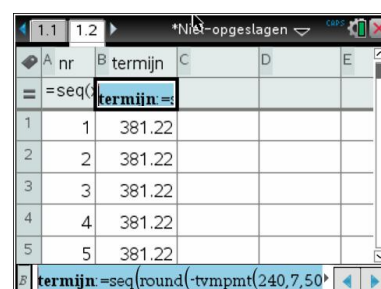 1.1 1.2 *Niet-opgeslagen CAPS
A nr B termijn C D E
= =seq( termijn:=s
1 1 381.22
2 2 381.22
3 3 381.22
4 4 381.22
5 5 381.22
B termijn:=seq(round(-tvmpmt(240,7,50